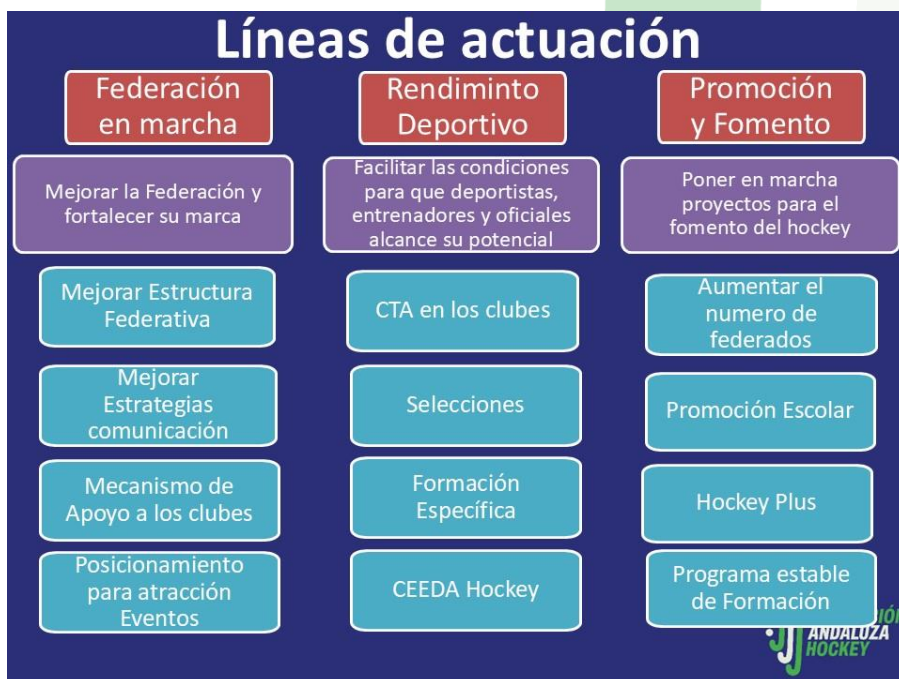 Líneas de actuación
Federación
en marcha
Mejorar la Federación y
fortalecer su marca
Mejorar Estructura
Federativa
Mejorar
Estrategias
comunicación
Mecanismo de
Apoyo a los clubes
Posicionamiento
para atracción
Eventos
Rendiminto
Deportivo
Facilitar las condiciones
para que deportistas,
entrenadores y oficiales
alcance su potencial
CTA en los clubes
Selecciones
Formación
Específica
CEEDA Hockey
Promoción
y Fomento
Poner en marcha
proyectos para el
fomento del hockey
Aumentar el
numero de
federados
Promoción Escolar
Hockey Plus
Programa estable
de Formación
ANDALUZA
HOCKEY